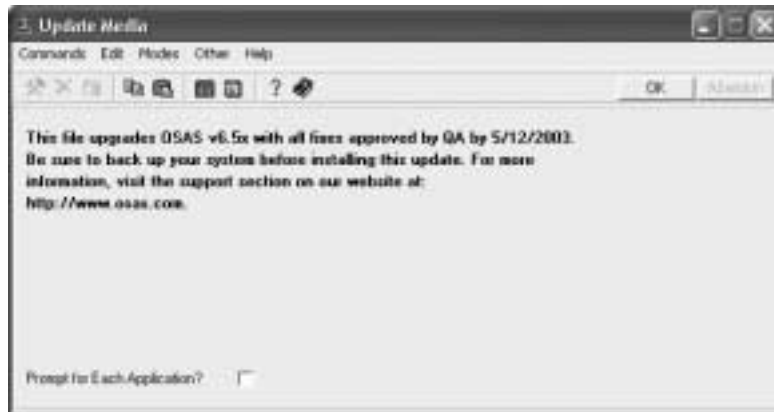 Update Media
Commands Edit Modes Other Help
OK Abandon
This file upgrades OSAS v6.5x with all fixes approved by QA by 5/12/2003.
Be sure to back up your system before installing this update. For more
information, visit the support section on our website at:
http://www.osas.com.
Prompt for Each Application?